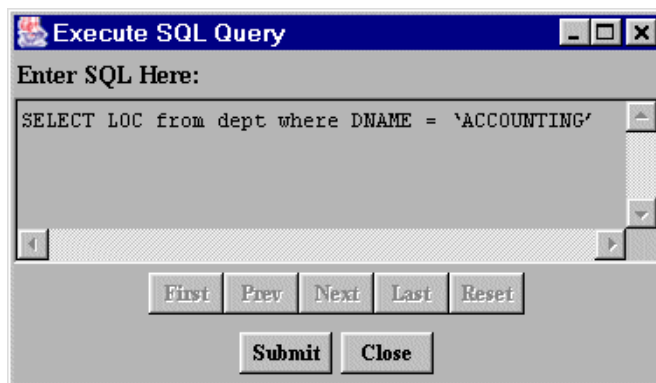 Execute SQL Query
Enter SQL Here:
SELECT LOC from dept where DNAME = ‘ACCOUNTING’
First Prev Next Last Reset
Submit Close